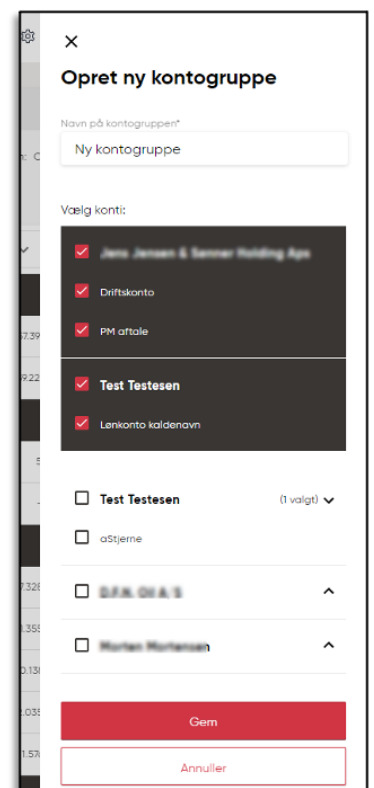 Opret ny kontogruppe
Navn på kontogruppen*
Ny kontogruppe
Vælg konti:
Driftskonto
PM aftale
Test Testesen
Lønkonto kaldenavn
Test Testesen (1 valgt)
aStjerne
Gem
Annuller